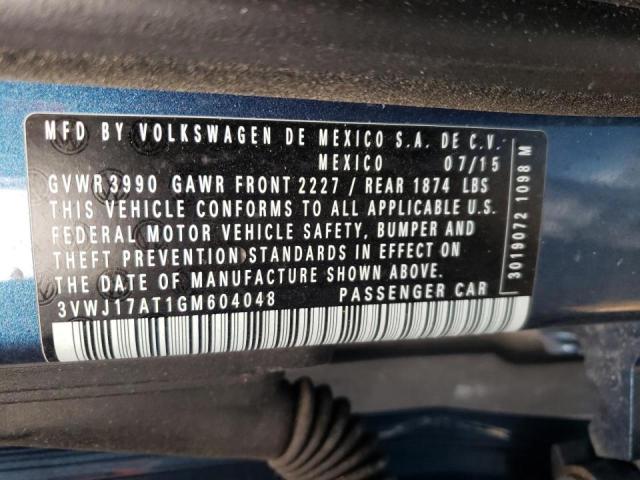 MFD BY VOLKSWAGEN DE MEXICO S.A. DE C.V.
MEXICO 07/15
GVWR 3990 GAWR FRONT 2227 / REAR 1874 LBS
THIS VEHICLE CONFORMS TO ALL APPLICABLE U.S.
FEDERAL MOTOR VEHICLE SAFETY, BUMPER AND
THEFT PREVENTION STANDARDS IN EFFECT ON
THE DATE OF MANUFACTURE SHOWN ABOVE.
3VWJ17AT1GM604048 PASSENGER CAR
3019072 1098 M